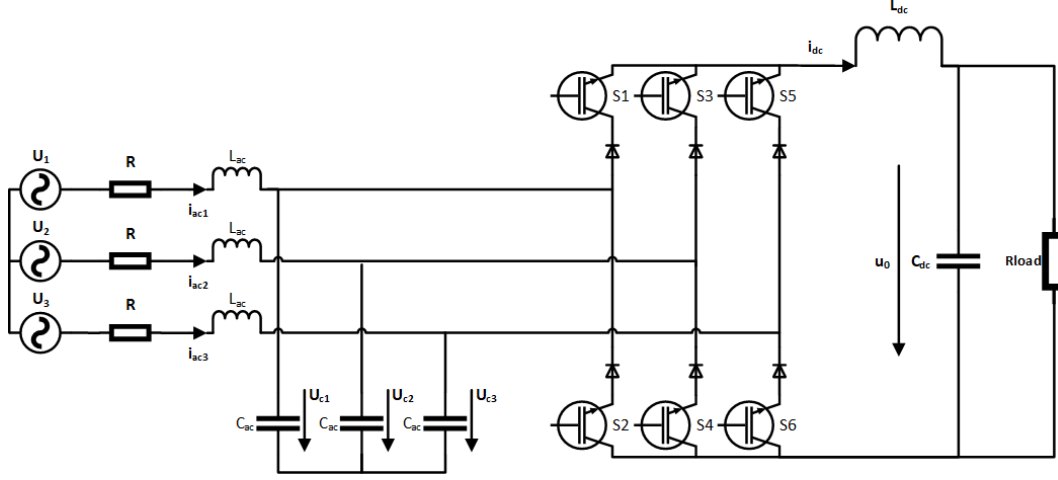 Ldc
idc
S1 S3 S5
U1 R Lac
iac1
U2 R Lac
iac2
U3 R Lac
iac3
u0 Cdc Rload
Uc1 Uc2 Uc3
Cac Cac Cac
S2 S4 S6